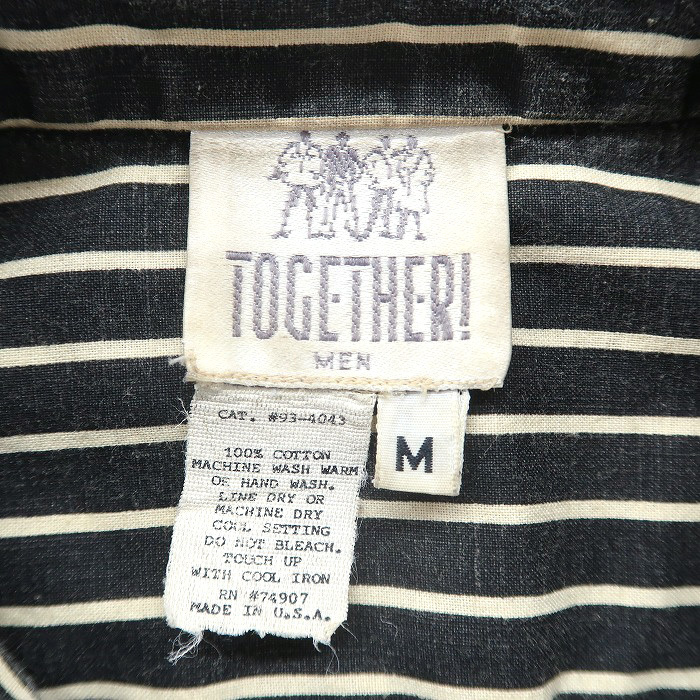 TOGETHER!
MEN
M
CAT. #93-4043
100% COTTON
MACHINE WASH WARM
OF HAND WASH.
LINE DRY OR
MACHINE DRY
COOL SETTING
DO NOT BLEACH.
TOUCH UP
WITH COOL IRON
RN #74907
MADE IN U.S.A.